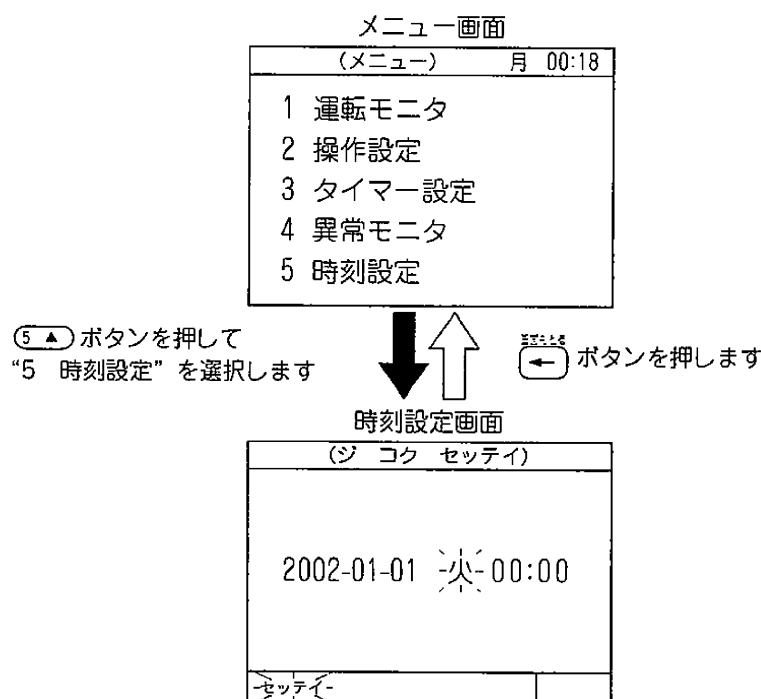 メニュー画面
(メニュー) 月 00:18
1 運転モニタ
2 操作設定
3 タイマー設定
4 異常モニタ
5 時刻設定
5 ▲ ボタンを押して
“5 時刻設定”を選択します
← ボタンを押します
時刻設定画面
(ジ コク セッテイ)
2002-01-01 火 00:00
セッテイ